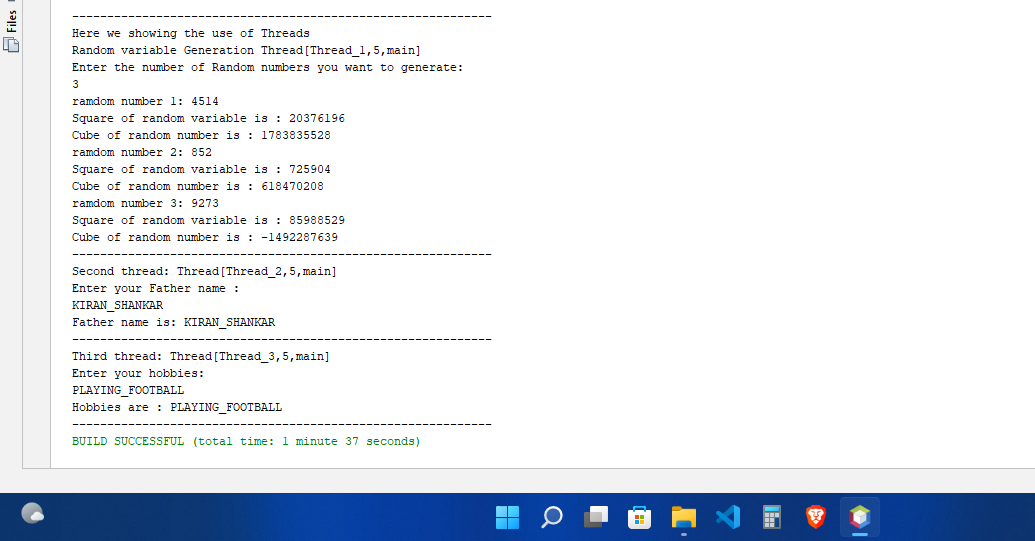 Files
------------------------------------------------------------
Here we showing the use of Threads
Random variable Generation Thread[Thread_1,5,main]
Enter the number of Random numbers you want to generate:
3
ramdom number 1: 4514
Square of random variable is : 20376196
Cube of random number is : 1783835528
ramdom number 2: 852
Square of random variable is : 725904
Cube of random number is : 618470208
ramdom number 3: 9273
Square of random variable is : 85988529
Cube of random number is : -1492287639
------------------------------------------------------------
Second thread: Thread[Thread_2,5,main]
Enter your Father name :
KIRAN_SHANKAR
Father name is: KIRAN_SHANKAR
------------------------------------------------------------
Third thread: Thread[Thread_3,5,main]
Enter your hobbies:
PLAYING_FOOTBALL
Hobbies are : PLAYING_FOOTBALL
------------------------------------------------------------
BUILD SUCCESSFUL (total time: 1 minute 37 seconds)